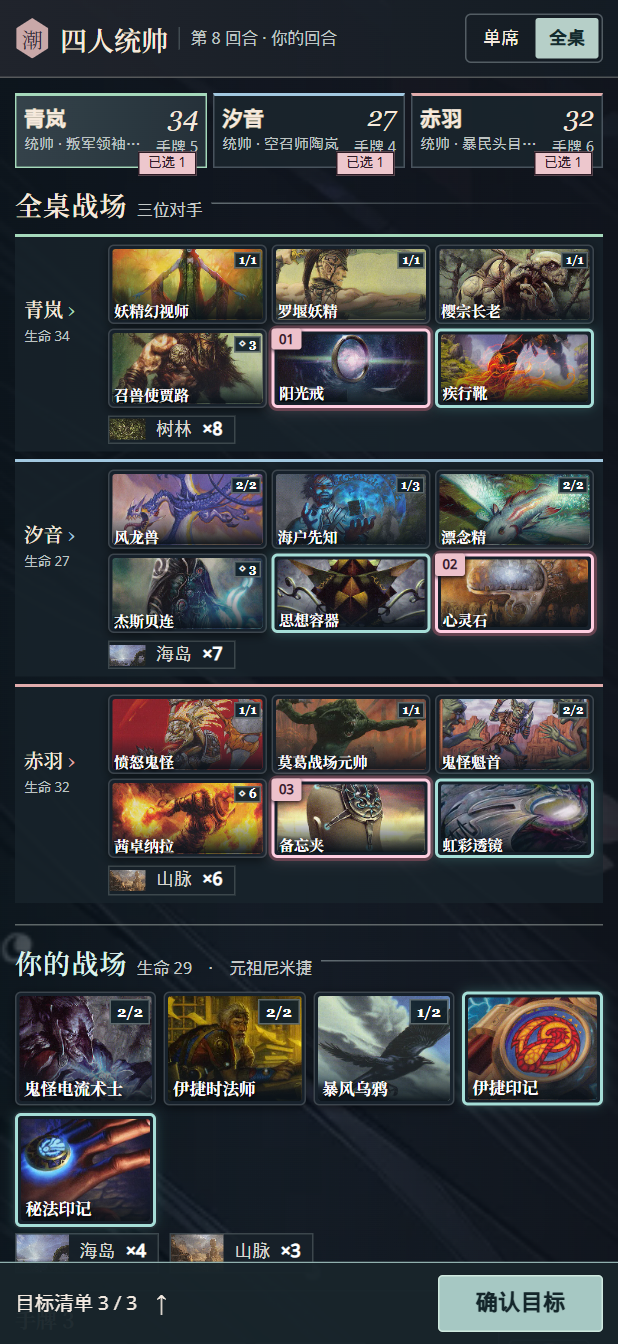 潮 四人统帅 第 8 回合 · 你的回合 单席 全桌
青岚 34
统帅 · 叛军领袖… 手牌 5
已选 1
汐音 27
统帅 · 空召师陶岚 手牌 4
已选 1
赤羽 32
统帅 · 暴民头目… 手牌 6
已选 1
全桌战场 三位对手
青岚 ›
生命 34
1/1 妖精幻视师
1/1 罗堰妖精
1/1 樱宗长老
3 召兽使贾路
01 阳光戒
疾行靴
树林 ×8
汐音 ›
生命 27
2/2 风龙兽
1/3 海户先知
2/2 漂念精
3 杰斯贝连
思想容器
02 心灵石
海岛 ×7
赤羽 ›
生命 32
1/1 愤怒鬼怪
1/1 莫葛战场元帅
2/2 鬼怪魁首
6 茜卓纳拉
03 备忘夹
虹彩透镜
山脉 ×6
你的战场 生命 29 · 元祖尼米捷
2/2 鬼怪电流术士
2/2 伊捷时法师
1/2 暴风乌鸦
伊捷印记
秘法印记
海岛 ×4
山脉 ×3
目标清单 3 / 3 ↑
确认目标
手牌 3